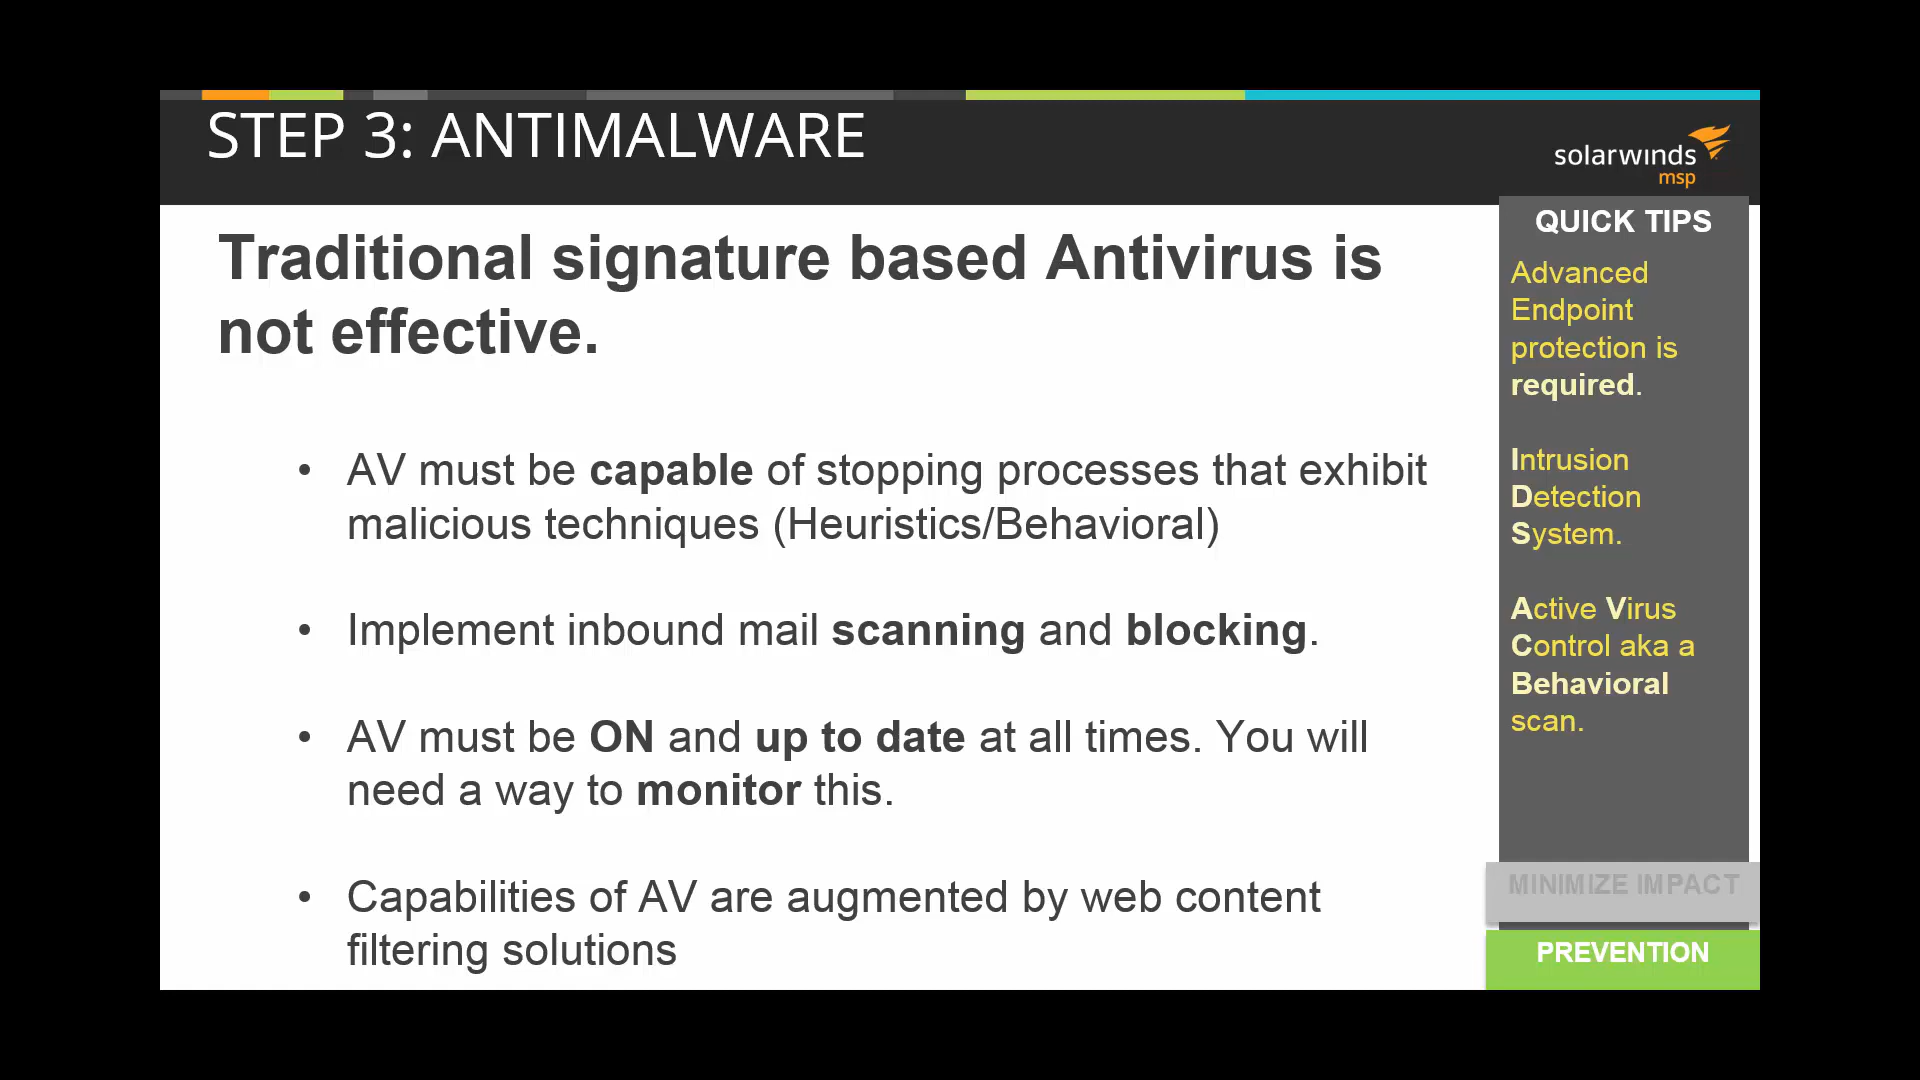 STEP 3: ANTIMALWARE
solarwinds
msp
Traditional signature based Antivirus is
not effective.
• AV must be capable of stopping processes that exhibit
malicious techniques (Heuristics/Behavioral)
• Implement inbound mail scanning and blocking.
• AV must be ON and up to date at all times. You will
need a way to monitor this.
• Capabilities of AV are augmented by web content
filtering solutions
QUICK TIPS
Advanced
Endpoint
protection is
required.
Intrusion
Detection
System.
Active Virus
Control aka a
Behavioral
scan.
MINIMIZE IMPACT
PREVENTION